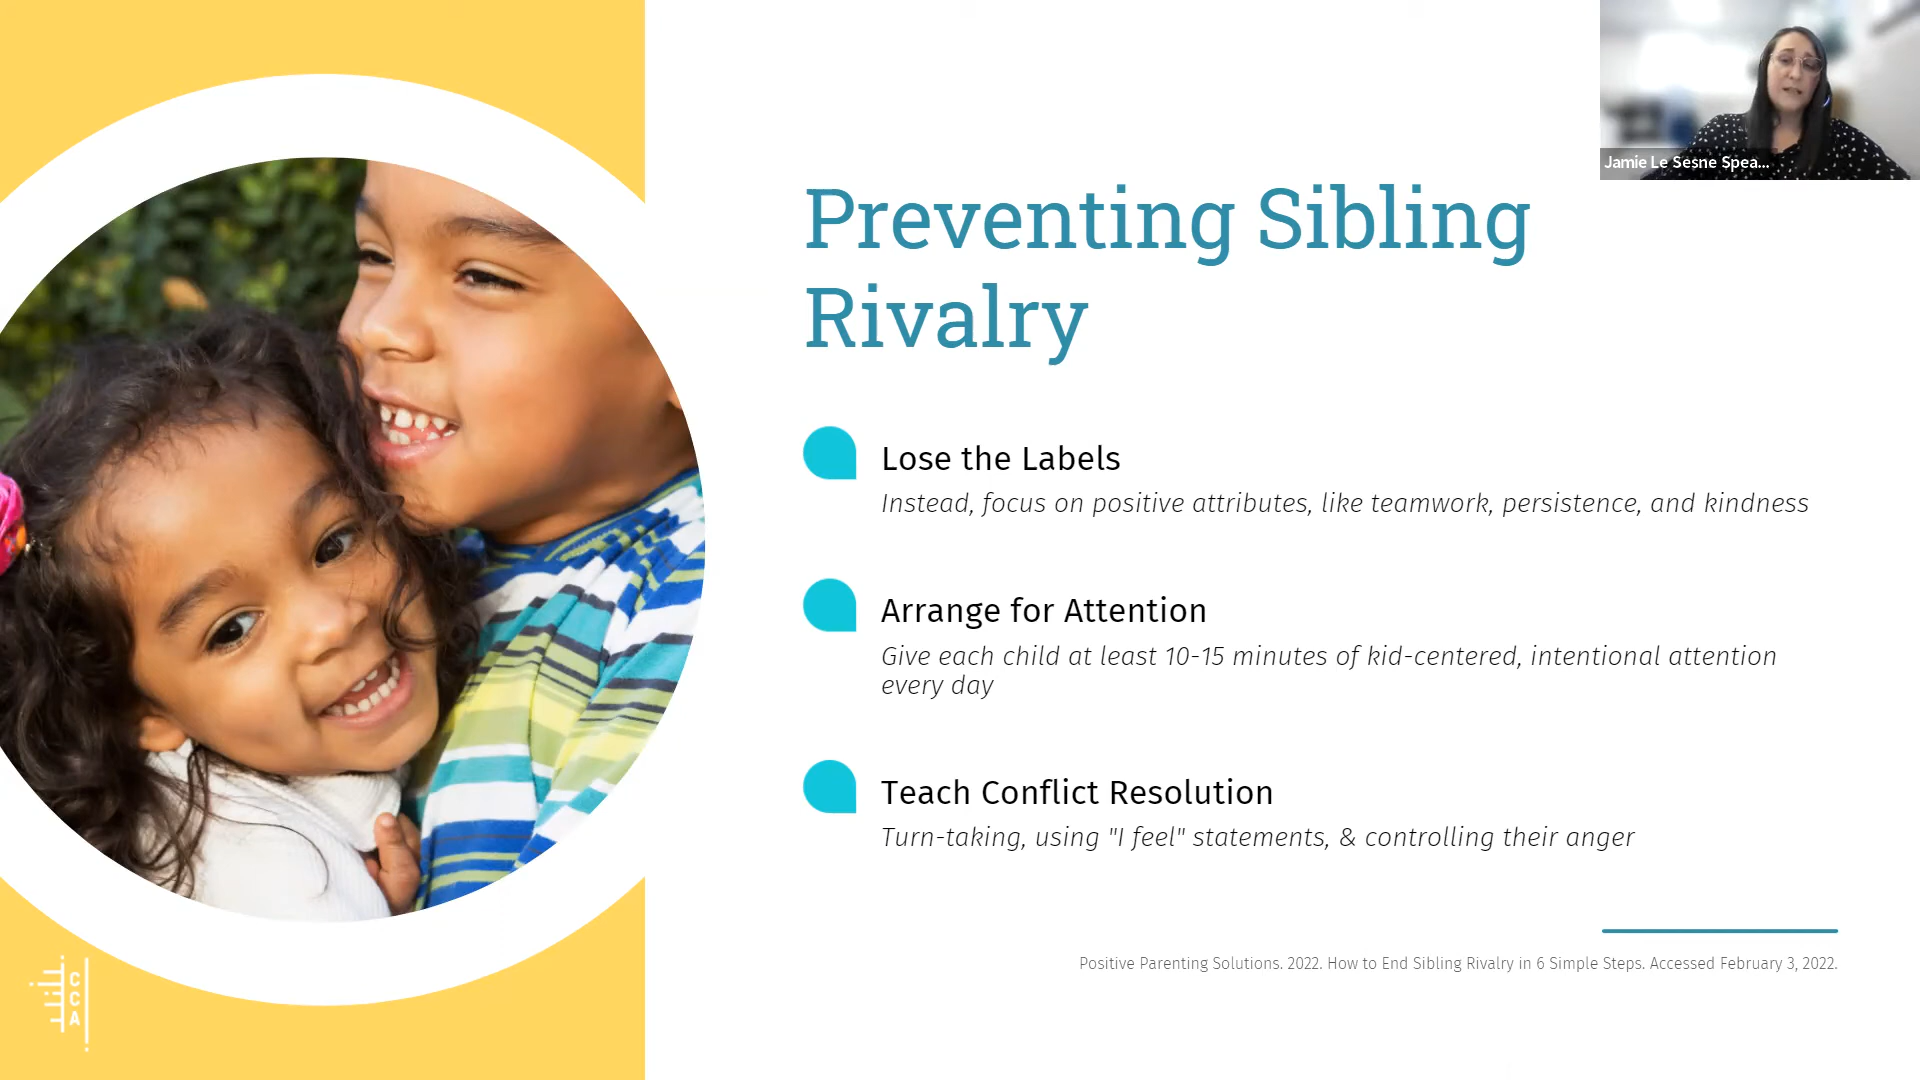 Jamie Le Sesne Spea...
Preventing Sibling
Rivalry
Lose the Labels
Instead, focus on positive attributes, like teamwork, persistence, and kindness
Arrange for Attention
Give each child at least 10-15 minutes of kid-centered, intentional attention
every day
Teach Conflict Resolution
Turn-taking, using "I feel" statements, & controlling their anger
Positive Parenting Solutions. 2022. How to End Sibling Rivalry in 6 Simple Steps. Accessed February 3, 2022.
CCA